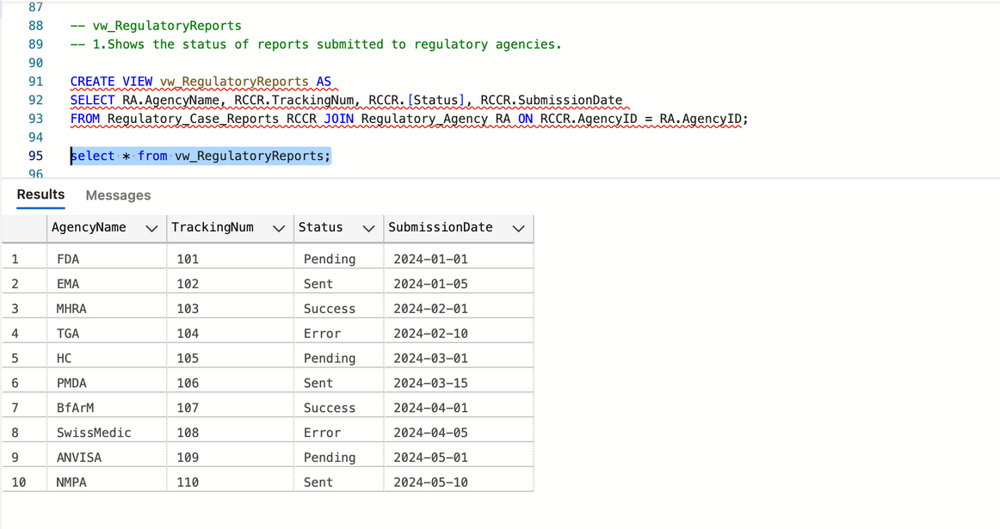 87
88 -- vw_RegulatoryReports
89 -- 1.Shows the status of reports submitted to regulatory agencies.
90
91 CREATE VIEW vw_RegulatoryReports AS
92 SELECT RA.AgencyName, RCCR.TrackingNum, RCCR.[Status], RCCR.SubmissionDate
93 FROM Regulatory_Case_Reports RCCR JOIN Regulatory_Agency RA ON RCCR.AgencyID = RA.AgencyID;
94
95 select * from vw_RegulatoryReports;
96
Results Messages
AgencyName TrackingNum Status SubmissionDate
1 FDA 101 Pending 2024-01-01
2 EMA 102 Sent 2024-01-05
3 MHRA 103 Success 2024-02-01
4 TGA 104 Error 2024-02-10
5 HC 105 Pending 2024-03-01
6 PMDA 106 Sent 2024-03-15
7 BfArM 107 Success 2024-04-01
8 SwissMedic 108 Error 2024-04-05
9 ANVISA 109 Pending 2024-05-01
10 NMPA 110 Sent 2024-05-10